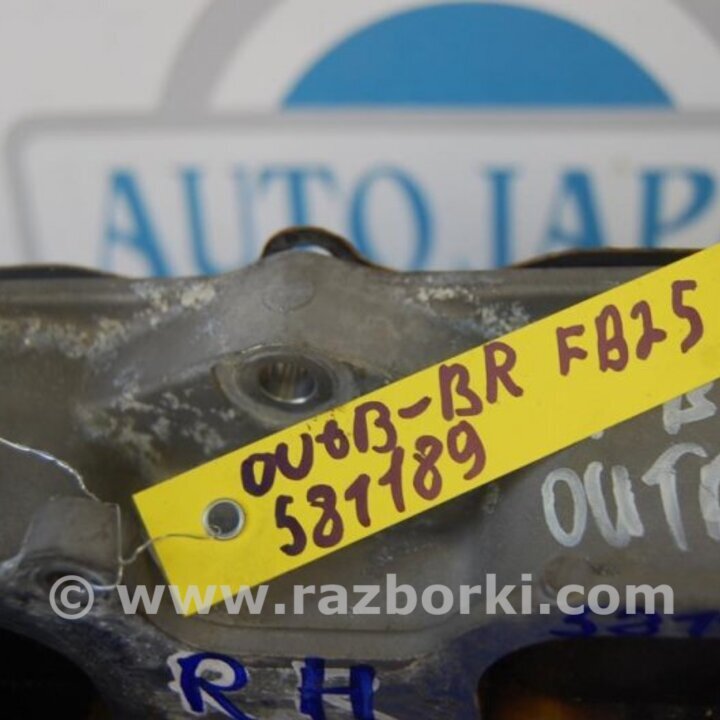 AUTO JAP
OUTB-BR FB25
581189
OUT
© www.razborki.com
RH